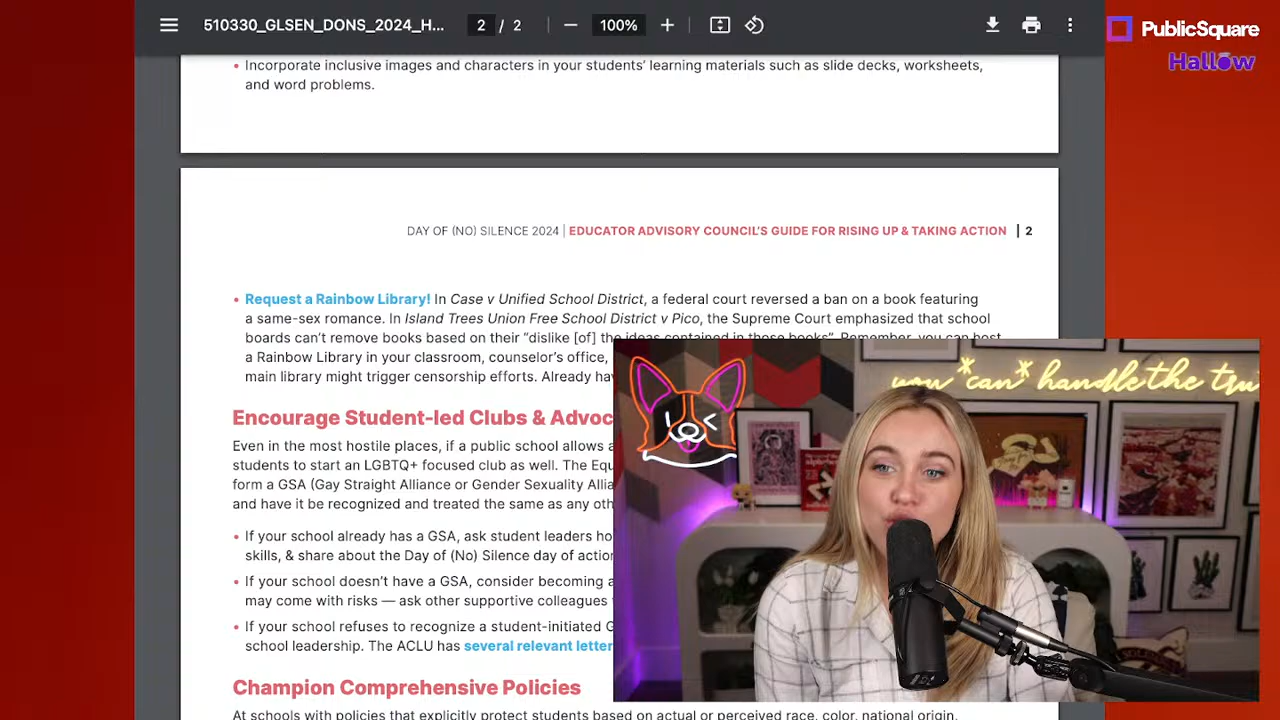 510330_GLSEN_DONS_2024_H...
2 / 2
100%
PublicSquare
Hallow
• Incorporate inclusive images and characters in your students’ learning materials such as slide decks, worksheets,
and word problems.
DAY OF (NO) SILENCE 2024 | EDUCATOR ADVISORY COUNCIL’S GUIDE FOR RISING UP & TAKING ACTION | 2
• Request a Rainbow Library! In Case v Unified School District, a federal court reversed a ban on a book featuring
a same-sex romance. In Island Trees Union Free School District v Pico, the Supreme Court emphasized that school
boards can’t remove books based on their “dislike [of] the ideas contained in those books”. Remember, you can host
a Rainbow Library in your classroom, counselor’s office,
main library might trigger censorship efforts. Already
Encourage Student-led Clubs &
Even in the most hostile places, if a public school allows
students to start an LGBTQ+ focused club as well. The
form a GSA (Gay Straight Alliance or Gender Sexuality
and have it be recognized and treated the same as any
• If your school already has a GSA, ask student leaders
skills, & share about the Day of (No) Silence day of
• If your school doesn’t have a GSA, consider becoming
may come with risks — ask other supportive colleagues
• If your school refuses to recognize a student-initiated
school leadership. The ACLU has several relevant
Champion Comprehensive Policies
At schools with policies that explicitly protect students based on actual or perceived race, color, national origin,
you *can* handle the